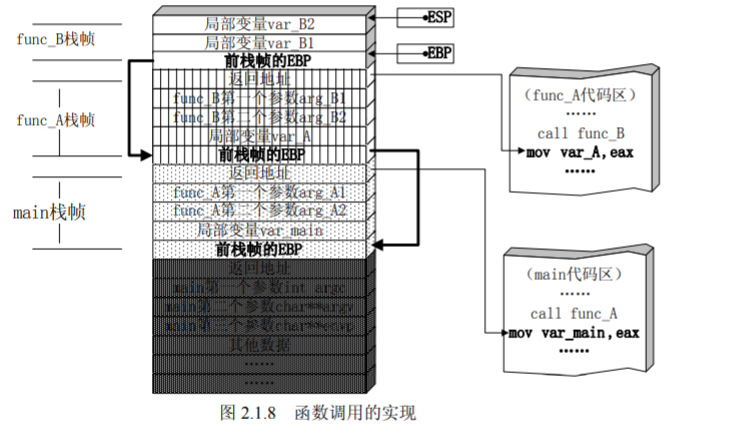 func_B栈帧
func_A栈帧
main栈帧
局部变量var_B2
局部变量var_B1
前栈帧的EBP
返回地址
func_B第一个参数arg_B1
func_B第二个参数arg_B2
局部变量var_A
前栈帧的EBP
返回地址
func_A第一个参数arg_A1
func_A第二个参数arg_A2
局部变量var_main
前栈帧的EBP
返回地址
main第一个参数int argc
main第二个参数char**argv
main第三个参数char**envp
其他数据
……
……
ESP
EBP
(func_A代码区)
……
call func_B
mov var_A,eax
……
(main代码区)
……
call func_A
mov var_main,eax
……
图 2.1.8 函数调用的实现